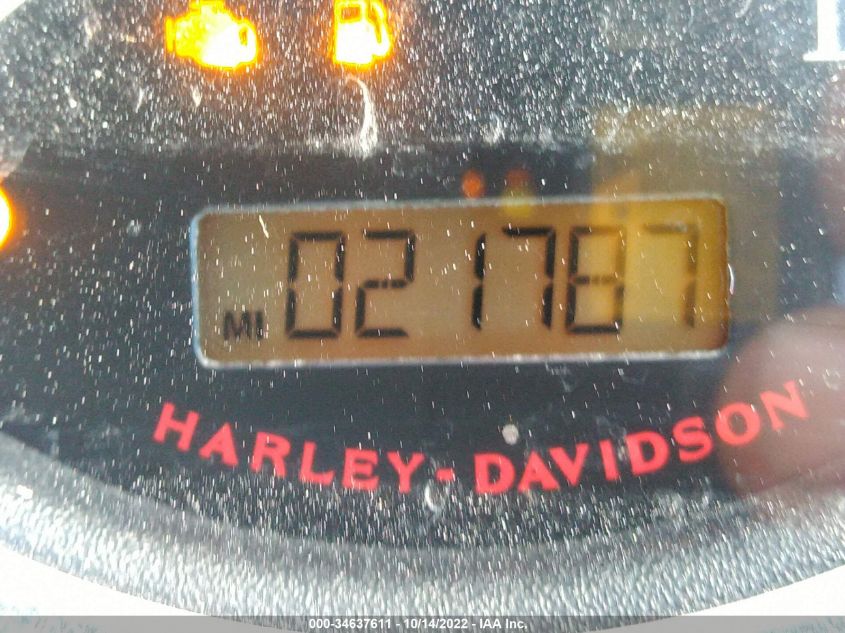 MI 021787
HARLEY-DAVIDSON
000-34637611 - 10/14/2022 - IAA Inc.